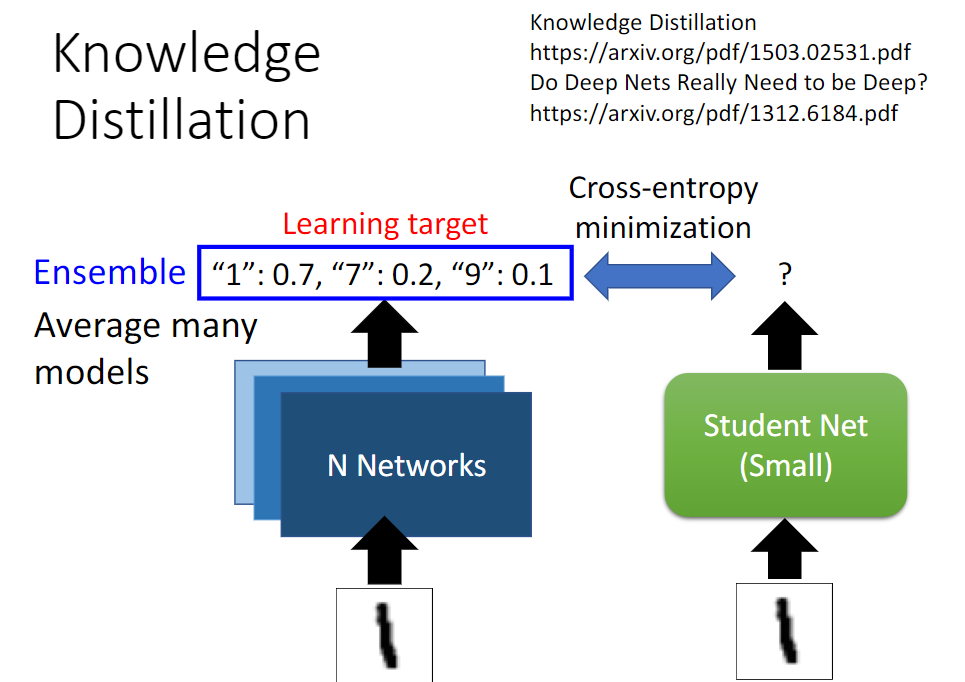 Knowledge
Distillation
Knowledge Distillation
https://arxiv.org/pdf/1503.02531.pdf
Do Deep Nets Really Need to be Deep?
https://arxiv.org/pdf/1312.6184.pdf
Cross-entropy
minimization
Learning target
Ensemble
“1”: 0.7, “7”: 0.2, “9”: 0.1
?
Average many
models
N Networks
Student Net
(Small)